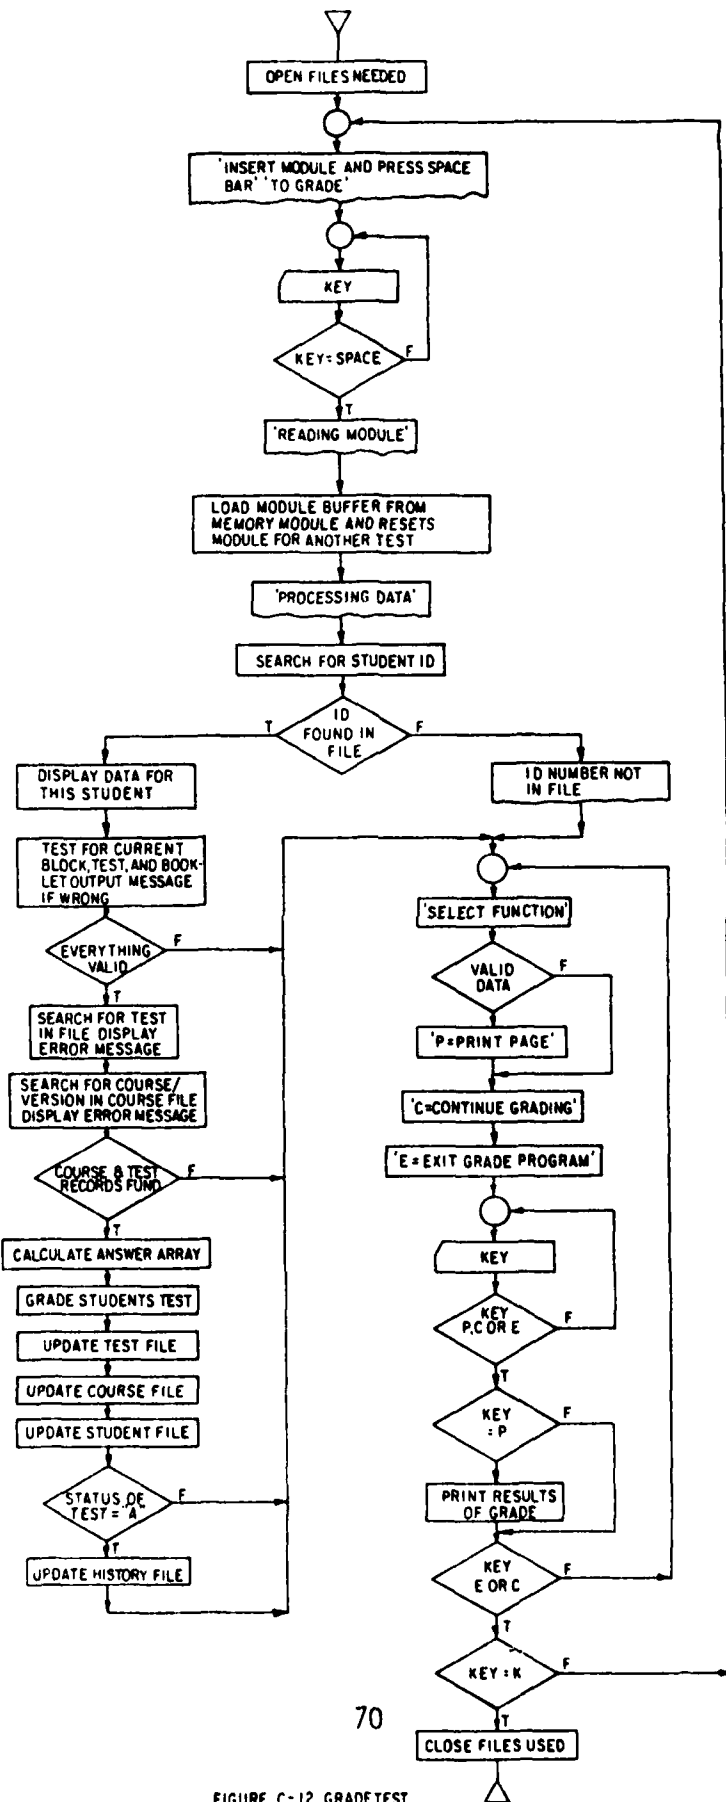 OPEN FILES NEEDED
'INSERT MODULE AND PRESS SPACE
BAR' 'TO GRADE'
KEY
KEY=SPACE
F
T
'READING MODULE'
LOAD MODULE BUFFER FROM
MEMORY MODULE AND RESETS
MODULE FOR ANOTHER TEST
'PROCESSING DATA'
SEARCH FOR STUDENT ID
ID
FOUND IN
FILE
T
F
DISPLAY DATA FOR
THIS STUDENT
TEST FOR CURRENT
BLOCK, TEST, AND BOOK-
LET OUTPUT MESSAGE
IF WRONG
EVERYTHING
VALID
F
T
SEARCH FOR TEST
IN FILE DISPLAY
ERROR MESSAGE
SEARCH FOR COURSE/
VERSION IN COURSE FILE
DISPLAY ERROR MESSAGE
COURSE & TEST
RECORDS FUND
F
T
CALCULATE ANSWER ARRAY
GRADE STUDENTS TEST
UPDATE TEST FILE
UPDATE COURSE FILE
UPDATE STUDENT FILE
STATUS OF
TEST = "A"
F
T
UPDATE HISTORY FILE
ID NUMBER NOT
IN FILE
'SELECT FUNCTION'
VALID
DATA
F
T
'P=PRINT PAGE'
'C=CONTINUE GRADING'
'E=EXIT GRADE PROGRAM'
KEY
KEY
P,C OR E
F
T
KEY
= P
F
T
PRINT RESULTS
OF GRADE
KEY
E OR C
F
T
KEY = K
F
T
CLOSE FILES USED
70
FIGURE C-12 GRADETEST